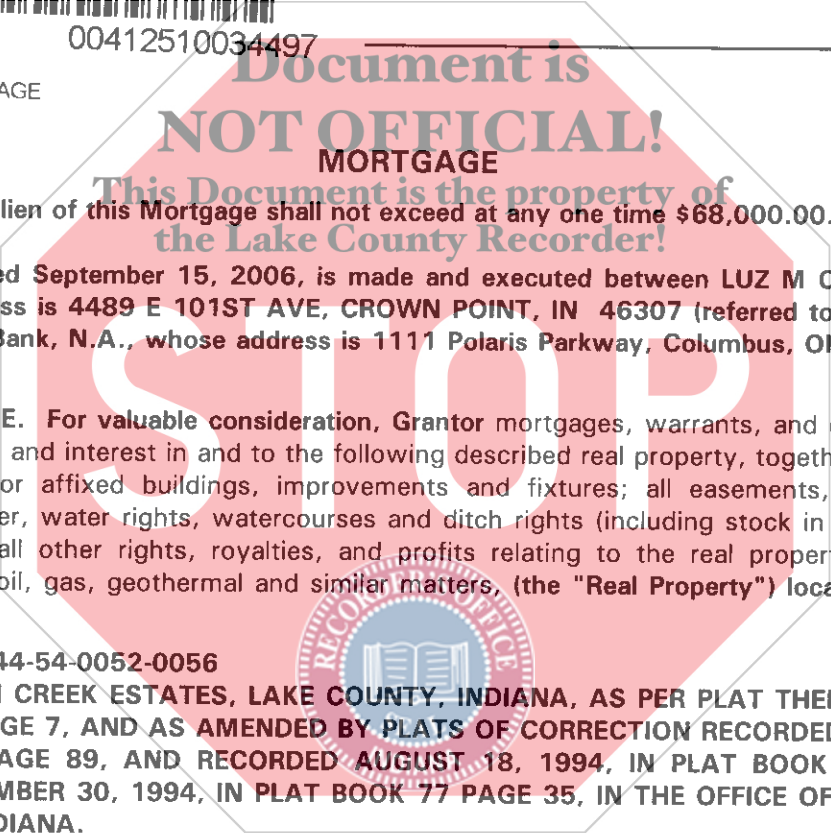 00412510034497
Document is
AGE
NOT OFFICIAL!
MORTGAGE
This Document is the property of
lien of this Mortgage shall not exceed at any one time $68,000.00.
the Lake County Recorder!
ed September 15, 2006, is made and executed between LUZ M C
ss is 4489 E 101ST AVE, CROWN POINT, IN 46307 (referred to
Bank, N.A., whose address is 1111 Polaris Parkway, Columbus, OH
STOP
E. For valuable consideration, Grantor mortgages, warrants, and
and interest in and to the following described real property, togeth
or affixed buildings, improvements and fixtures; all easements,
er, water rights, watercourses and ditch rights (including stock in
all other rights, royalties, and profits relating to the real proper
oil, gas, geothermal and similar matters, (the "Real Property") loca
RECORDER'S OFFICE
44-54-0052-0056
CREEK ESTATES, LAKE COUNTY, INDIANA, AS PER PLAT THE
GE 7, AND AS AMENDED BY PLATS OF CORRECTION RECORDED
AGE 89, AND RECORDED AUGUST 18, 1994, IN PLAT BOOK
MBER 30, 1994, IN PLAT BOOK 77 PAGE 35, IN THE OFFICE OF
DIANA.